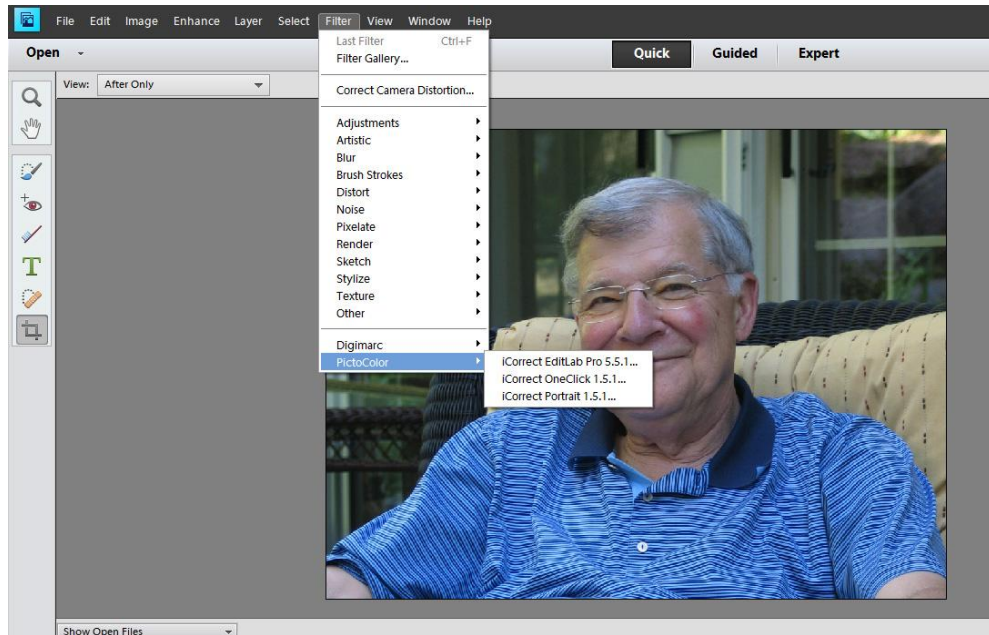 File Edit Image Enhance Layer Select Filter View Window Help
Open Quick Guided Expert
View: After Only
Last Filter Ctrl+F
Filter Gallery...
Correct Camera Distortion...
Adjustments
Artistic
Blur
Brush Strokes
Distort
Noise
Pixelate
Render
Sketch
Stylize
Texture
Other
Digimarc
PictoColor
iCorrect EditLab Pro 5.5.1...
iCorrect OneClick 1.5.1...
iCorrect Portrait 1.5.1...
T
Show Open Files